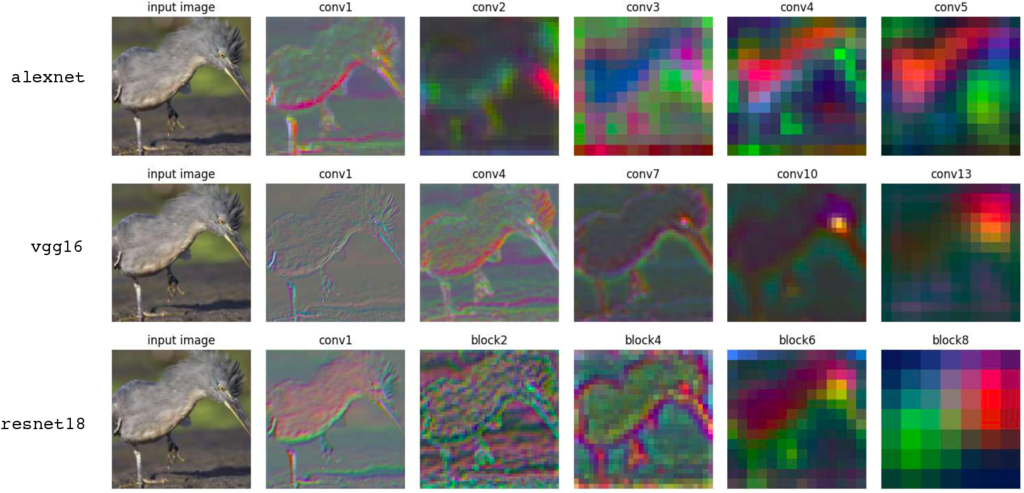 input image conv1 conv2 conv3 conv4 conv5
alexnet
input image conv1 conv4 conv7 conv10 conv13
vgg16
input image conv1 block2 block4 block6 block8
resnet18